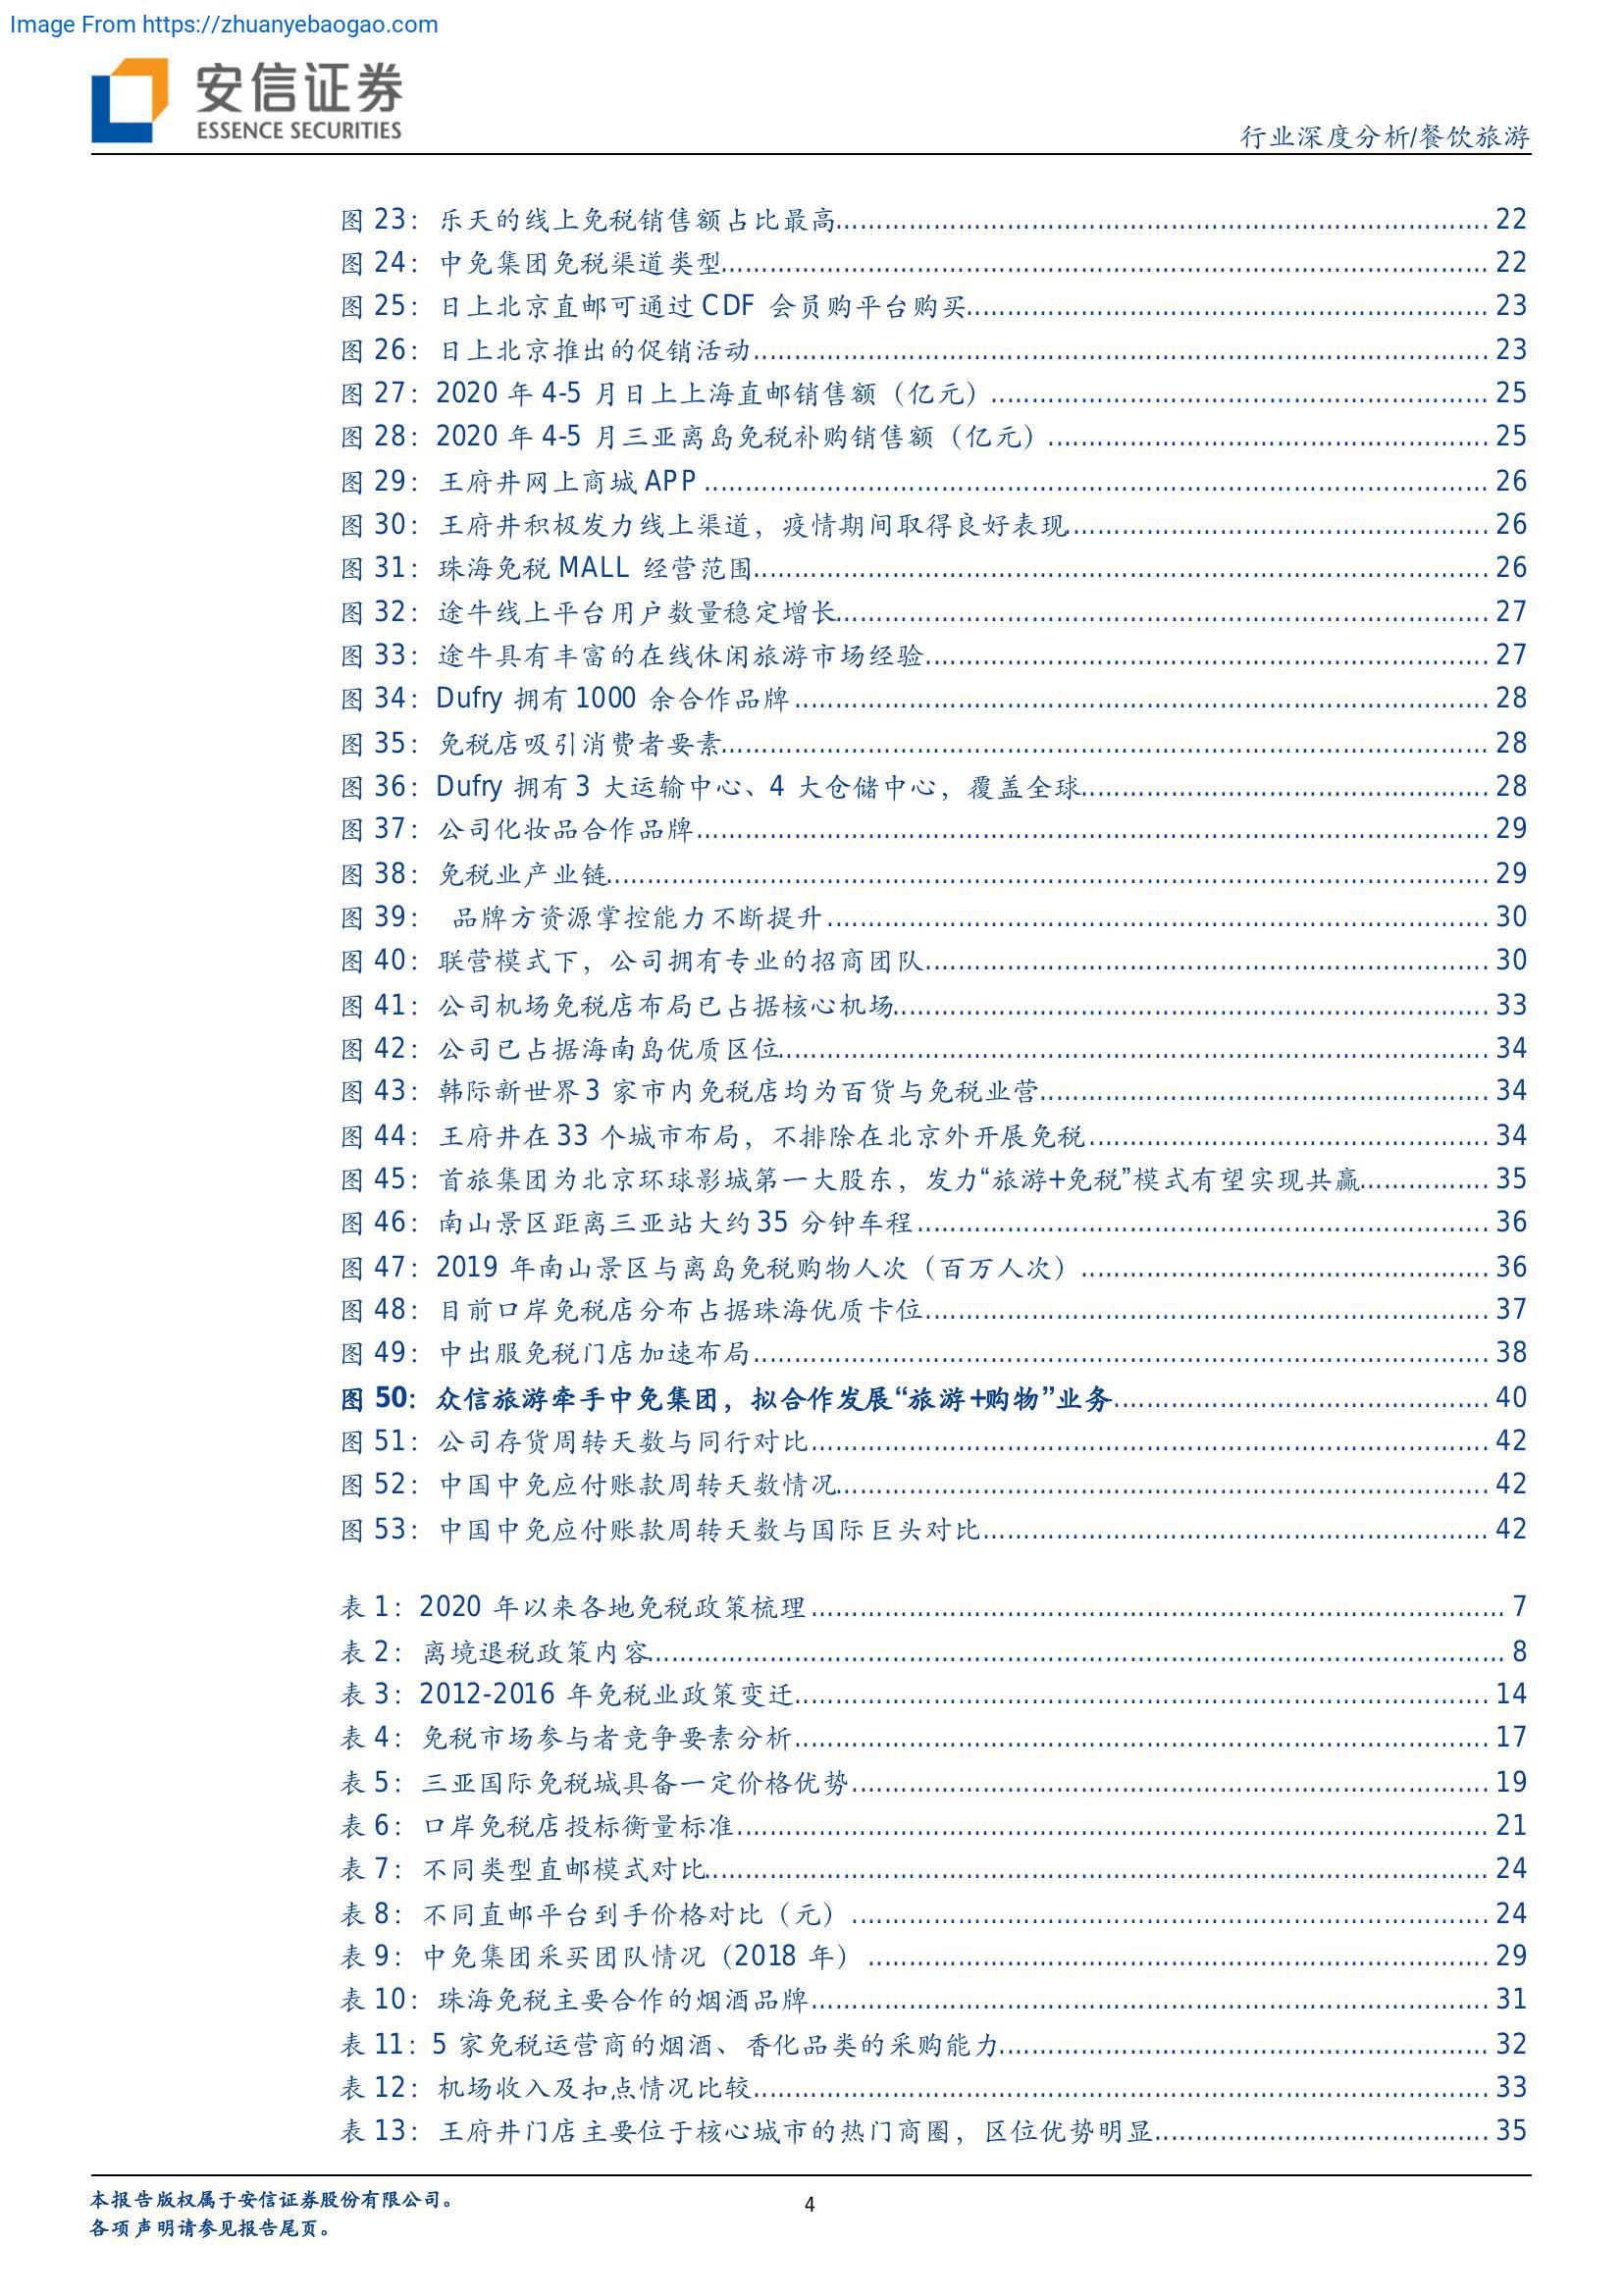 Image From https://zhuanyebaogao.com
安信证券
ESSENCE SECURITIES
行业深度分析/餐饮旅游
图 23：乐天的线上免税销售额占比最高........................................ 22
图 24：中免集团免税渠道类型........................................ 22
图 25：日上北京直邮可通过 CDF 会员购平台购买........................................ 23
图 26：日上北京推出的促销活动........................................ 23
图 27：2020 年 4-5 月日上上海直邮销售额（亿元）........................................ 25
图 28：2020 年 4-5 月三亚离岛免税补购销售额（亿元）........................................ 25
图 29：王府井网上商城 APP ........................................ 26
图 30：王府井积极发力线上渠道，疫情期间取得良好表现........................................ 26
图 31：珠海免税 MALL 经营范围........................................ 26
图 32：途牛线上平台用户数量稳定增长........................................ 27
图 33：途牛具有丰富的在线休闲旅游市场经验........................................ 27
图 34：Dufry 拥有 1000 余合作品牌........................................ 28
图 35：免税店吸引消费者要素........................................ 28
图 36：Dufry 拥有 3 大运输中心、4 大仓储中心，覆盖全球........................................ 28
图 37：公司化妆品合作品牌........................................ 29
图 38：免税业产业链........................................ 29
图 39： 品牌方资源掌控能力不断提升........................................ 30
图 40：联营模式下，公司拥有专业的招商团队........................................ 30
图 41：公司机场免税店布局已占据核心机场........................................ 33
图 42：公司已占据海南岛优质区位........................................ 34
图 43：韩际新世界 3 家市内免税店均为百货与免税业营........................................ 34
图 44：王府井在 33 个城市布局，不排除在北京外开展免税........................................ 34
图 45：首旅集团为北京环球影城第一大股东，发力“旅游+免税”模式有望实现共赢................ 35
图 46：南山景区距离三亚站大约 35 分钟车程........................................ 36
图 47：2019 年南山景区与离岛免税购物人次（百万人次）........................................ 36
图 48：目前口岸免税店分布占据珠海优质卡位........................................ 37
图 49：中出服免税门店加速布局........................................ 38
图 50：众信旅游牵手中免集团，拟合作发展“旅游+购物”业务........................................ 40
图 51：公司存货周转天数与同行对比........................................ 42
图 52：中国中免应付账款周转天数情况........................................ 42
图 53：中国中免应付账款周转天数与国际巨头对比........................................ 42
表 1：2020 年以来各地免税政策梳理........................................ 7
表 2：离境退税政策内容........................................ 8
表 3：2012-2016 年免税业政策变迁........................................ 14
表 4：免税市场参与者竞争要素分析........................................ 17
表 5：三亚国际免税城具备一定价格优势........................................ 19
表 6：口岸免税店投标衡量标准........................................ 21
表 7：不同类型直邮模式对比........................................ 24
表 8：不同直邮平台到手价格对比（元）........................................ 24
表 9：中免集团采买团队情况（2018 年）........................................ 29
表 10：珠海免税主要合作的烟酒品牌........................................ 31
表 11：5 家免税运营商的烟酒、香化品类的采购能力........................................ 32
表 12：机场收入及扣点情况比较........................................ 33
表 13：王府井门店主要位于核心城市的热门商圈，区位优势明显........................................ 35
本报告版权属于安信证券股份有限公司。
各项声明请参见报告尾页。
4